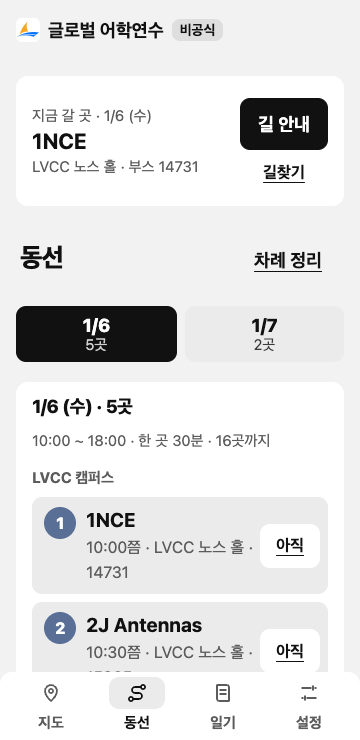 글로벌 어학연수 비공식
지금 갈 곳 · 1/6 (수)
1NCE
LVCC 노스 홀 · 부스 14731
길 안내
길찾기
동선
차례 정리
1/6
5곳
1/7
2곳
1/6 (수) · 5곳
10:00 ~ 18:00 · 한 곳 30분 · 16곳까지
LVCC 캠퍼스
1
1NCE
10:00쯤 · LVCC 노스 홀 ·
14731
아직
2
2J Antennas
10:30쯤 · LVCC 노스 홀 ·
아직
지도
동선
일기
설정